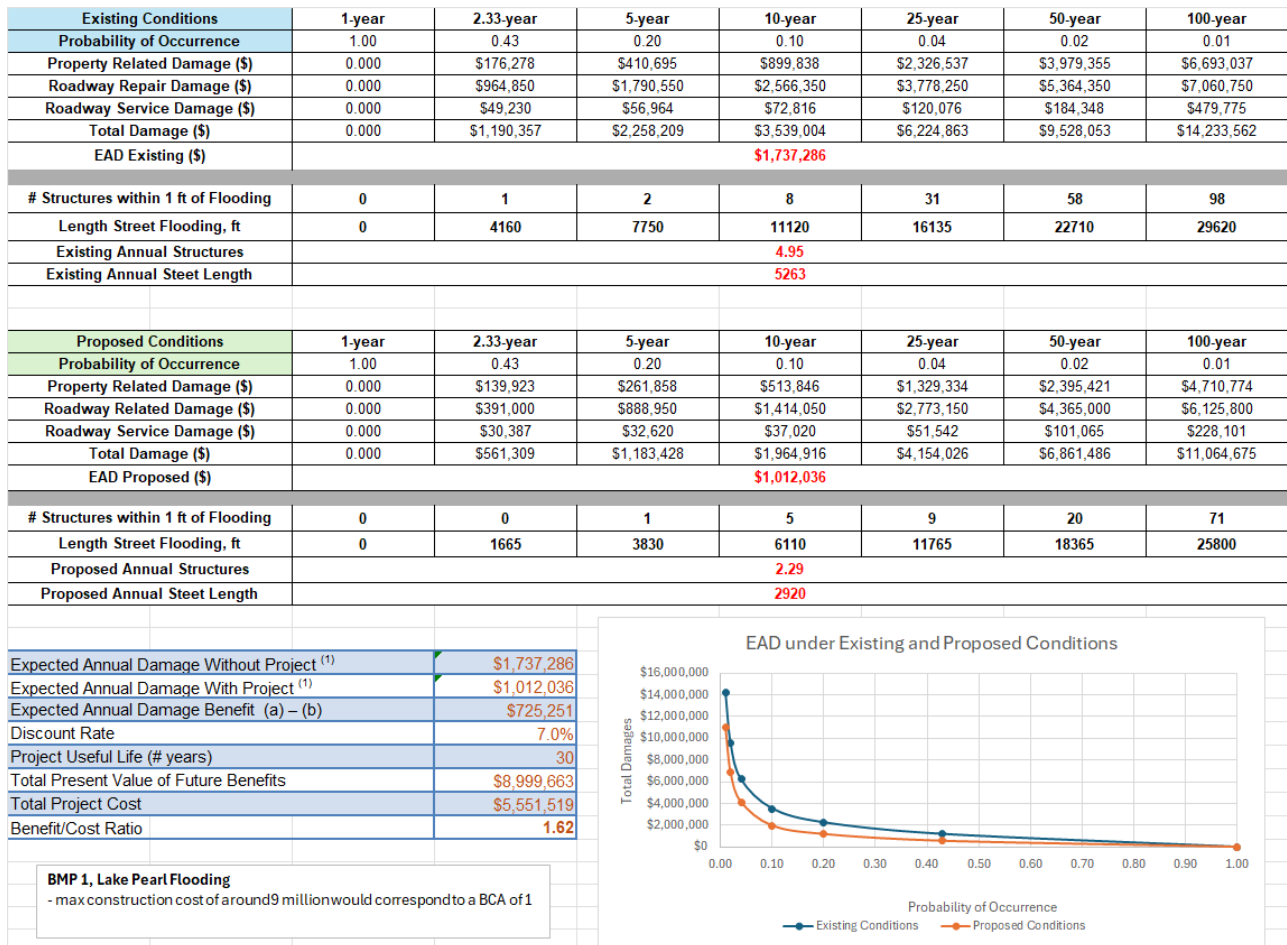 Existing Conditions 1-year 2.33-year 5-year 10-year 25-year 50-year 100-year
Probability of Occurrence 1.00 0.43 0.20 0.10 0.04 0.02 0.01
Property Related Damage ($) 0.000 $176,278 $410,695 $899,838 $2,326,537 $3,979,355 $6,693,037
Roadway Repair Damage ($) 0.000 $964,850 $1,790,550 $2,566,350 $3,778,250 $5,364,350 $7,060,750
Roadway Service Damage ($) 0.000 $49,230 $56,964 $72,816 $120,076 $184,348 $479,775
Total Damage ($) 0.000 $1,190,357 $2,258,209 $3,539,004 $6,224,863 $9,528,053 $14,233,562
EAD Existing ($) $1,737,286
# Structures within 1 ft of Flooding 0 1 2 8 31 58 98
Length Street Flooding, ft 0 4160 7750 11120 16135 22710 29620
Existing Annual Structures 4.95
Existing Annual Steet Length 5263
Proposed Conditions 1-year 2.33-year 5-year 10-year 25-year 50-year 100-year
Probability of Occurrence 1.00 0.43 0.20 0.10 0.04 0.02 0.01
Property Related Damage ($) 0.000 $139,923 $261,858 $513,846 $1,329,334 $2,395,421 $4,710,774
Roadway Related Damage ($) 0.000 $391,000 $888,950 $1,414,050 $2,773,150 $4,365,000 $6,125,800
Roadway Service Damage ($) 0.000 $30,387 $32,620 $37,020 $51,542 $101,065 $228,101
Total Damage ($) 0.000 $561,309 $1,183,428 $1,964,916 $4,154,026 $6,861,486 $11,064,675
EAD Proposed ($) $1,012,036
# Structures within 1 ft of Flooding 0 0 1 5 9 20 71
Length Street Flooding, ft 0 1665 3830 6110 11765 18365 25800
Proposed Annual Structures 2.29
Proposed Annual Steet Length 2920
Expected Annual Damage Without Project (1) $1,737,286
Expected Annual Damage With Project (1) $1,012,036
Expected Annual Damage Benefit (a) – (b) $725,251
Discount Rate 7.0%
Project Useful Life (# years) 30
Total Present Value of Future Benefits $8,999,663
Total Project Cost $5,551,519
Benefit/Cost Ratio 1.62
BMP 1, Lake Pearl Flooding
- max construction cost of around 9 million would correspond to a BCA of 1
EAD under Existing and Proposed Conditions
Total Damages
$16,000,000
$14,000,000
$12,000,000
$10,000,000
$8,000,000
$6,000,000
$4,000,000
$2,000,000
$0
0.00 0.10 0.20 0.30 0.40 0.50 0.60 0.70 0.80 0.90 1.00
Probability of Occurrence
Existing Conditions Proposed Conditions